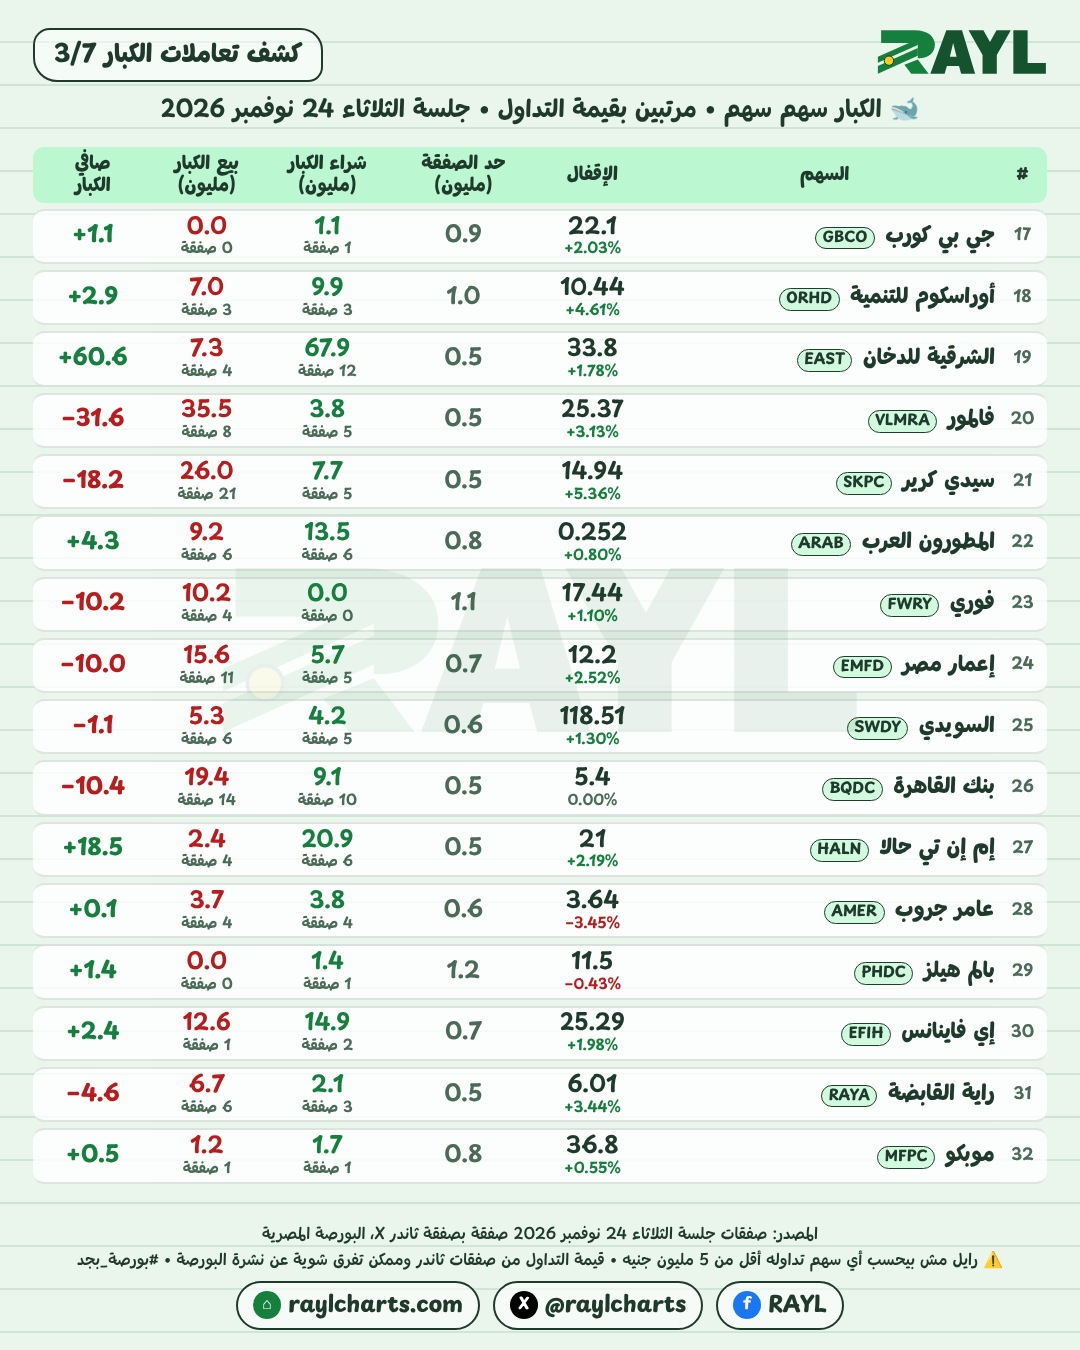 كشف تعاملات الكبار 3/7
RAYL
🐋 الكبار سهم سهم • مرتبين بقيمة التداول • جلسة الثلاثاء 24 نوفمبر 2026
# السهم الإقفال حد الصفقة (مليون) شراء الكبار (مليون) بيع الكبار (مليون) صافي الكبار
17 جي بي كورب GBCO 22.1 +2.03% 0.9 1.1 1 صفقة 0.0 0 صفقة +1.1
18 أوراسكوم للتنمية ORHD 10.44 +4.61% 1.0 9.9 3 صفقة 7.0 3 صفقة +2.9
19 الشرقية للدخان EAST 33.8 +1.78% 0.5 67.9 12 صفقة 7.3 4 صفقة +60.6
20 فالمور VLMRA 25.37 +3.13% 0.5 3.8 5 صفقة 35.5 8 صفقة −31.6
21 سيدي كرير SKPC 14.94 +5.36% 0.5 7.7 5 صفقة 26.0 21 صفقة −18.2
22 المطورون العرب ARAB 0.252 +0.80% 0.8 13.5 6 صفقة 9.2 6 صفقة +4.3
23 فوري FWRY 17.44 +1.10% 1.1 0.0 0 صفقة 10.2 4 صفقة −10.2
24 إعمار مصر EMFD 12.2 +2.52% 0.7 5.7 5 صفقة 15.6 11 صفقة −10.0
25 السويدي SWDY 118.51 +1.30% 0.6 4.2 5 صفقة 5.3 6 صفقة −1.1
26 بنك القاهرة BQDC 5.4 0.00% 0.5 9.1 10 صفقة 19.4 14 صفقة −10.4
27 إم إن تي حالا HALN 21 +2.19% 0.5 20.9 6 صفقة 2.4 4 صفقة +18.5
28 عامر جروب AMER 3.64 −3.45% 0.6 3.8 4 صفقة 3.7 4 صفقة +0.1
29 بالم هيلز PHDC 11.5 −0.43% 1.2 1.4 1 صفقة 0.0 0 صفقة +1.4
30 إي فاينانس EFIH 25.29 +1.98% 0.7 14.9 2 صفقة 12.6 1 صفقة +2.4
31 راية القابضة RAYA 6.01 +3.44% 0.5 2.1 3 صفقة 6.7 6 صفقة −4.6
32 موبكو MFPC 36.8 +0.55% 0.8 1.7 1 صفقة 1.2 1 صفقة +0.5
المصدر: صفقات جلسة الثلاثاء 24 نوفمبر 2026 صفقة بصفقة ثاندر X، البورصة المصرية
⚠️ رايل مش بيحسب أي سهم تداوله أقل من 5 مليون جنيه • قيمة التداول من صفقات ثاندر وممكن تفرق شوية عن نشرة البورصة • #بورصة_بجد
raylcharts.com X @raylcharts f RAYL